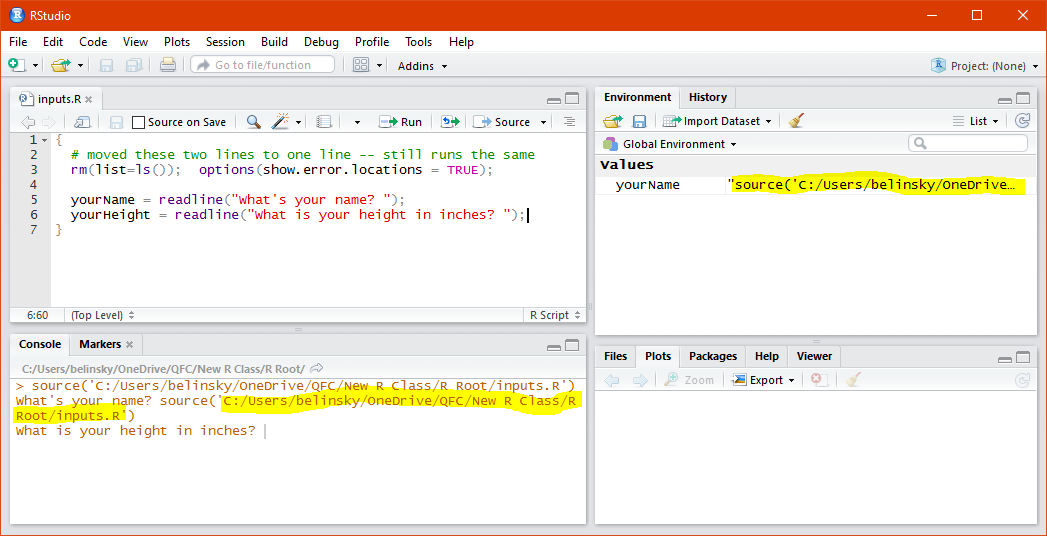 RStudio
File Edit Code View Plots Session Build Debug Profile Tools Help
Go to file/function Addins Project: (None)
inputs.R
Source on Save Run Source
1 {
2 # moved these two lines to one line -- still runs the same
3 rm(list=ls()); options(show.error.locations = TRUE);
4
5 yourName = readline("What's your name? ");
6 yourHeight = readline("What is your height in inches? ");
7 }
6:60 (Top Level) R Script
Console Markers
C:/Users/belinsky/OneDrive/QFC/New R Class/R Root/
> source('C:/Users/belinsky/OneDrive/QFC/New R Class/R Root/inputs.R')
What's your name? source('C:/Users/belinsky/OneDrive/QFC/New R Class/R
Root/inputs.R')
What is your height in inches?
Environment History
Import Dataset List
Global Environment
Values
yourName "source('C:/Users/belinsky/OneDrive…
Files Plots Packages Help Viewer
Zoom Export